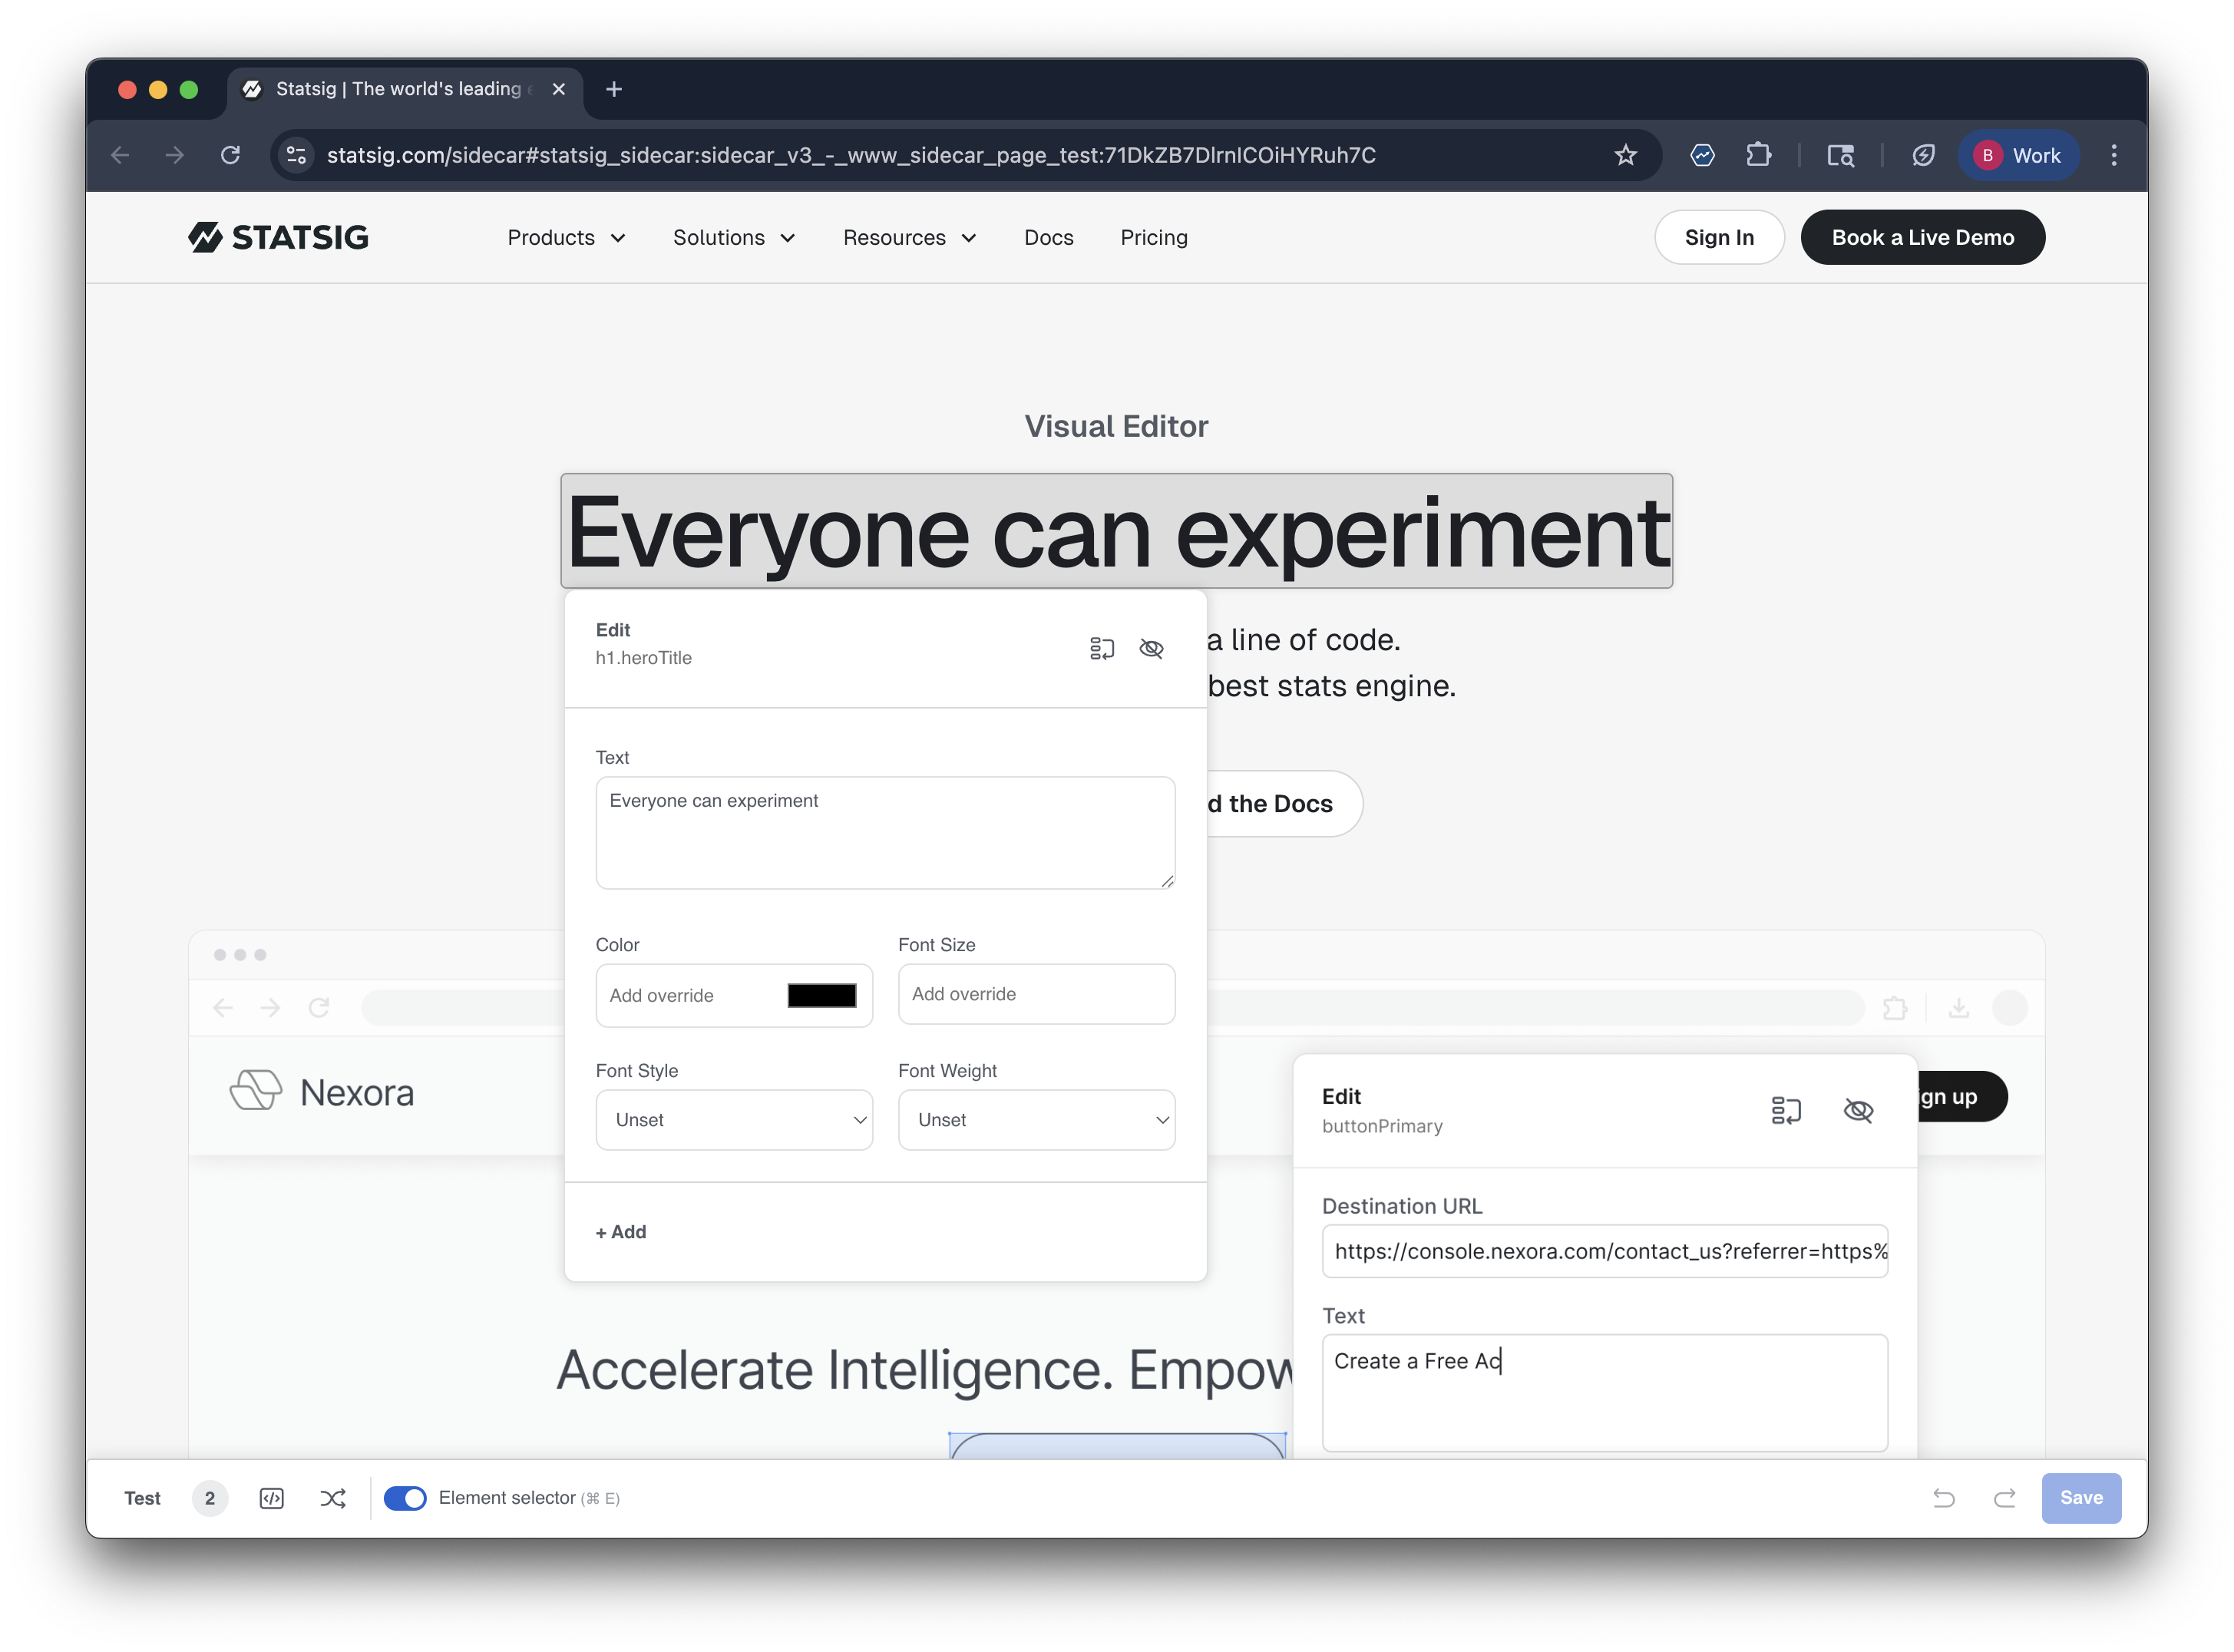 Statsig | The world's leading
statsig.com/sidecar#statsig_sidecar:sidecar_v3_-_www_sidecar_page_test:71DkZB7DlrnlCOiHYRuh7C
B Work
STATSIG
Products
Solutions
Resources
Docs
Pricing
Sign In
Book a Live Demo
Visual Editor
Everyone can experiment
a line of code.
best stats engine.
d the Docs
Edit
h1.heroTitle
Text
Everyone can experiment
Color
Font Size
Add override
Add override
Font Style
Font Weight
Unset
Unset
+ Add
Nexora
ign up
Edit
buttonPrimary
Destination URL
https://console.nexora.com/contact_us?referrer=https%
Text
Create a Free Ac
Accelerate Intelligence. Empow
Test
2
Element selector (⌘ E)
Save